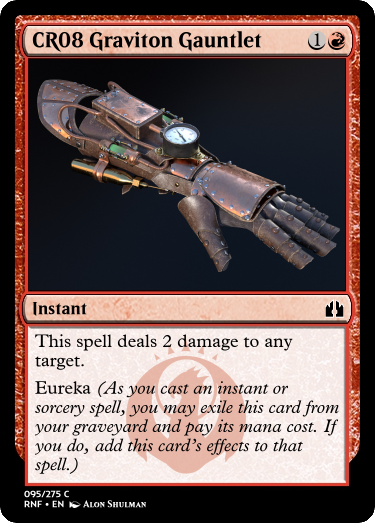 CR08 Graviton Gauntlet 1
Instant
This spell deals 2 damage to any
target.
Eureka (As you cast an instant or
sorcery spell, you may exile this card from
your graveyard and pay its mana cost. If
you do, add this card's effects to that
spell.)
095/275 C
RNF • EN Alon Shulman